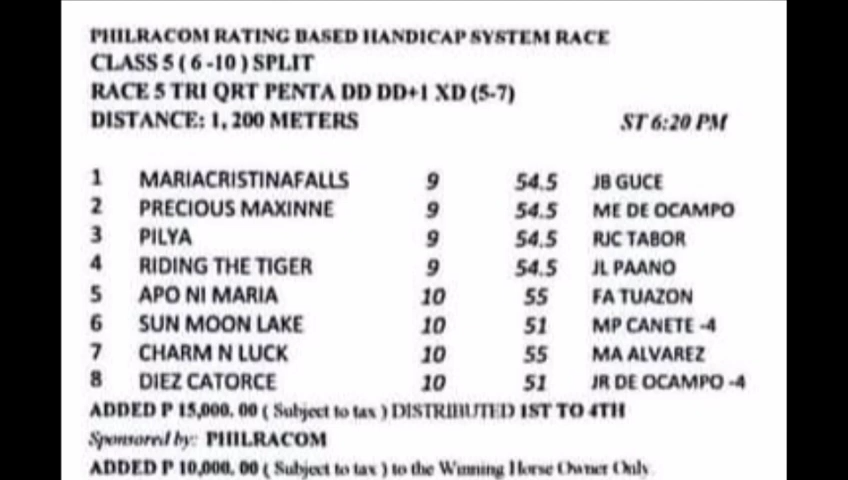 PHILRACOM RATING BASED HANDICAP SYSTEM RACE
CLASS 5 ( 6 -10 ) SPLIT
RACE 5 TRI QRT PENTA DD DD+1 XD (5-7)
DISTANCE: 1, 200 METERS ST 6:20 PM
1 MARIACRISTINAFALLS 9 54.5 JB GUCE
2 PRECIOUS MAXINNE 9 54.5 ME DE OCAMPO
3 PILYA 9 54.5 RJC TABOR
4 RIDING THE TIGER 9 54.5 JL PAANO
5 APO NI MARIA 10 55 FA TUAZON
6 SUN MOON LAKE 10 51 MP CANETE -4
7 CHARM N LUCK 10 55 MA ALVAREZ
8 DIEZ CATORCE 10 51 JR DE OCAMPO -4
ADDED P 15,000. 00 ( Subject to tax ) DISTRIBUTED 1ST TO 4TH
Sponsored by: PHILRACOM
ADDED P 10,000. 00 ( Subject to tax ) to the Winning Horse Owner Only